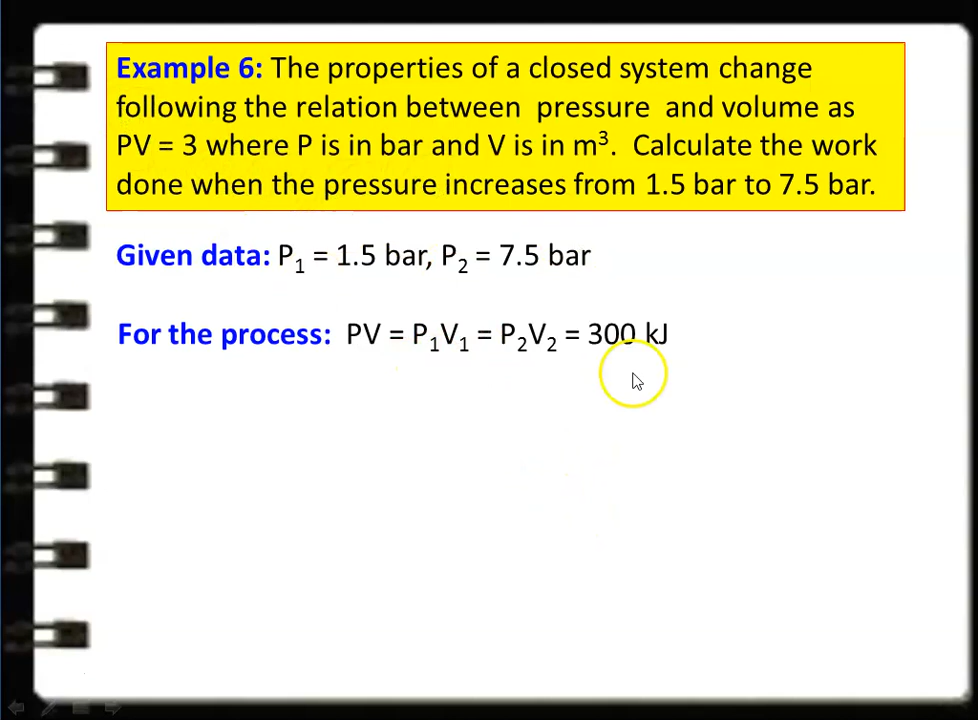 Example 6: The properties of a closed system change
following the relation between pressure and volume as
PV = 3 where P is in bar and V is in m³. Calculate the work
done when the pressure increases from 1.5 bar to 7.5 bar.
Given data: P₁ = 1.5 bar, P₂ = 7.5 bar
For the process: PV = P₁V₁ = P₂V₂ = 300 kJ